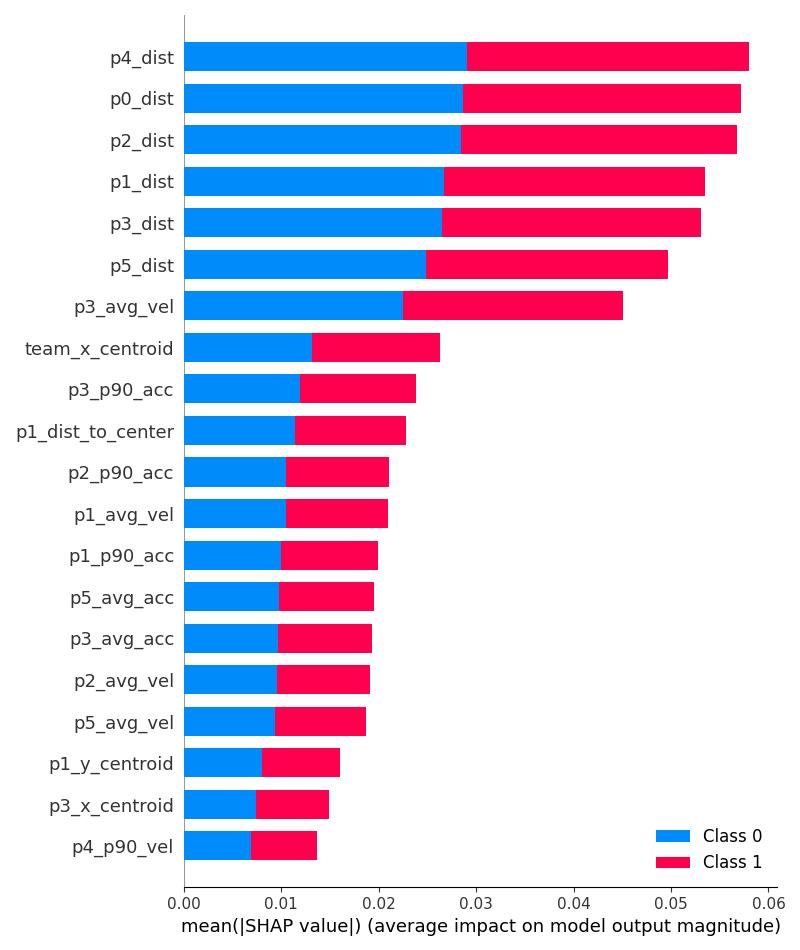 p4_dist
p0_dist
p2_dist
p1_dist
p3_dist
p5_dist
p3_avg_vel
team_x_centroid
p3_p90_acc
p1_dist_to_center
p2_p90_acc
p1_avg_vel
p1_p90_acc
p5_avg_acc
p3_avg_acc
p2_avg_vel
p5_avg_vel
p1_y_centroid
p3_x_centroid
p4_p90_vel
Class 0
Class 1
0.00 0.01 0.02 0.03 0.04 0.05 0.06
mean(|SHAP value|) (average impact on model output magnitude)